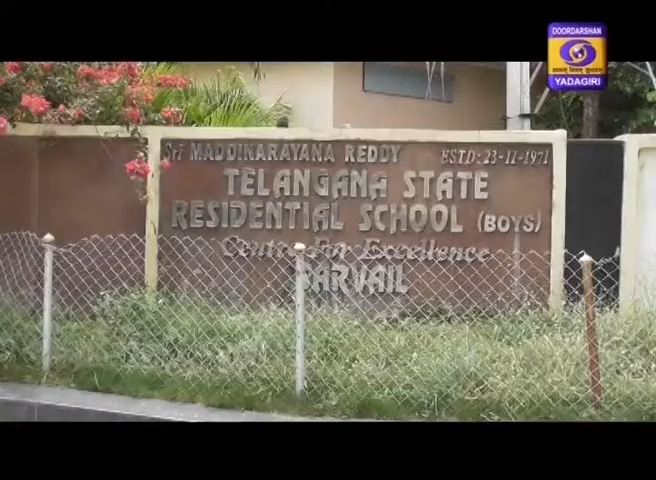 DOORDARSHAN
YADAGIRI
SRI MADDINARAYANA REDDY ESTD:23-11-1971
TELANGANA STATE
RESIDENTIAL SCHOOL (BOYS)
Centre For Excellence
SARVAIL